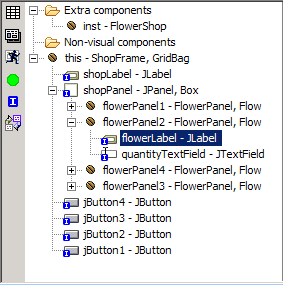 Extra components
inst - FlowerShop
Non-visual components
this - ShopFrame, GridBag
shopLabel - JLabel
shopPanel - JPanel, Box
flowerPanel1 - FlowerPanel, Flow
flowerPanel2 - FlowerPanel, Flow
flowerLabel - JLabel
quantityTextField - JTextField
flowerPanel4 - FlowerPanel, Flow
flowerPanel3 - FlowerPanel, Flow
jButton4 - JButton
jButton3 - JButton
jButton2 - JButton
jButton1 - JButton